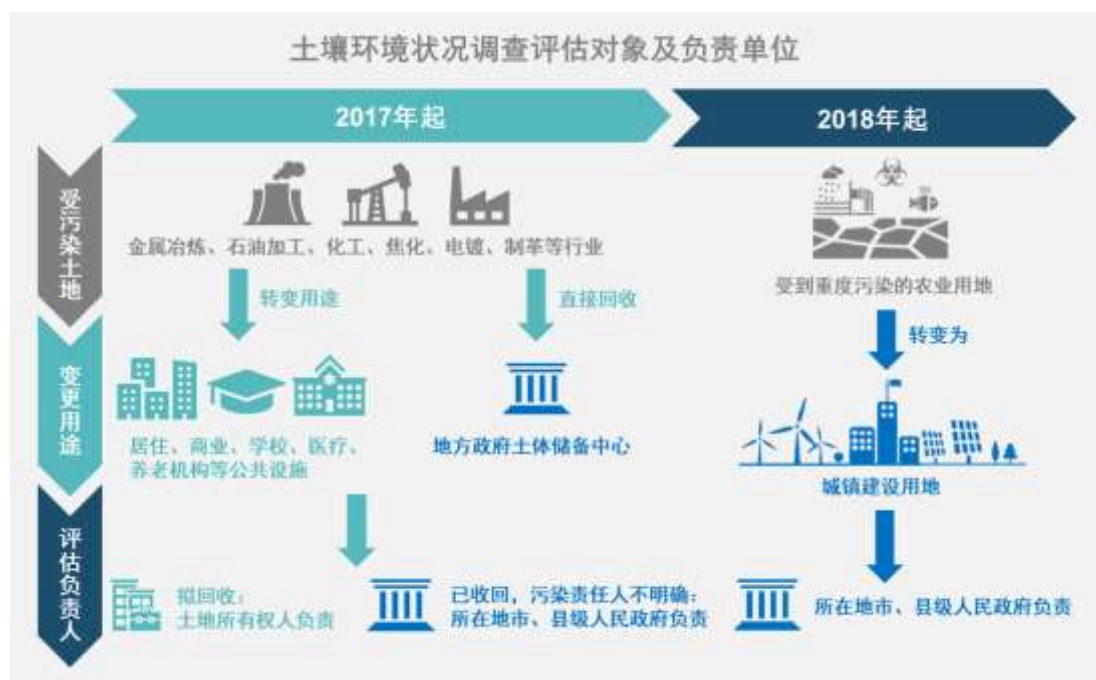 土壤环境状况调查评估对象及负责单位
2017年起
2018年起
受污染土地
金属冶炼、石油加工、化工、焦化、电镀、制革等行业
受到重度污染的农业用地
转变用途
直接回收
转变为
变更用途
居住、商业、学校、医疗、
养老机构等公共设施
地方政府土体储备中心
城镇建设用地
评估负责人
拟回收：
土地所有权人负责
已收回，污染责任人不明确：
所在地市、县级人民政府负责
所在地市、县级人民政府负责